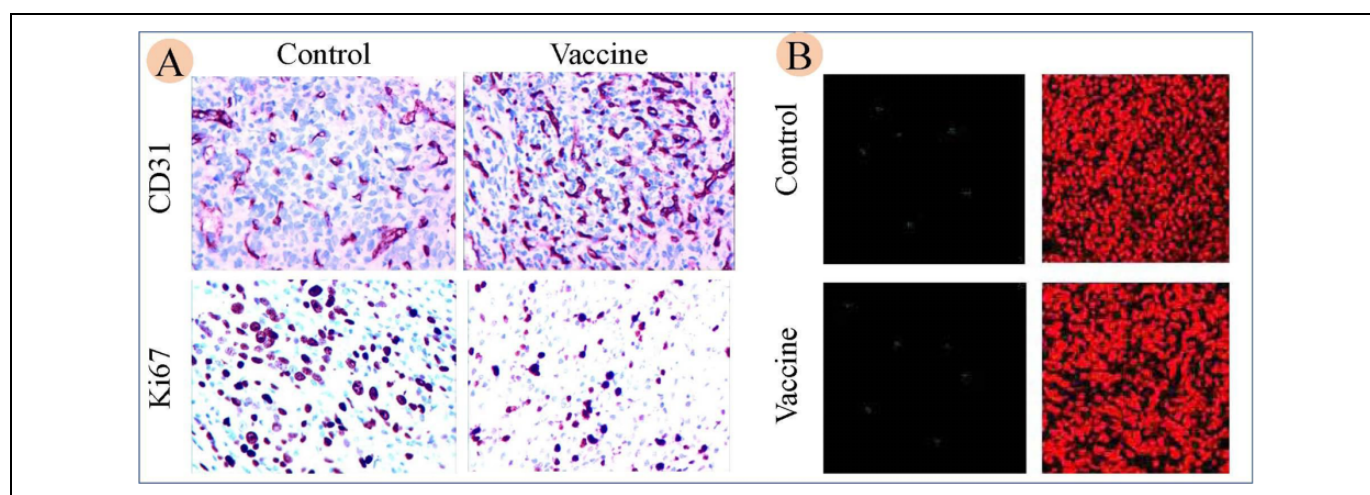 A
Control
Vaccine
CD31
Ki67
B
Control
Vaccine